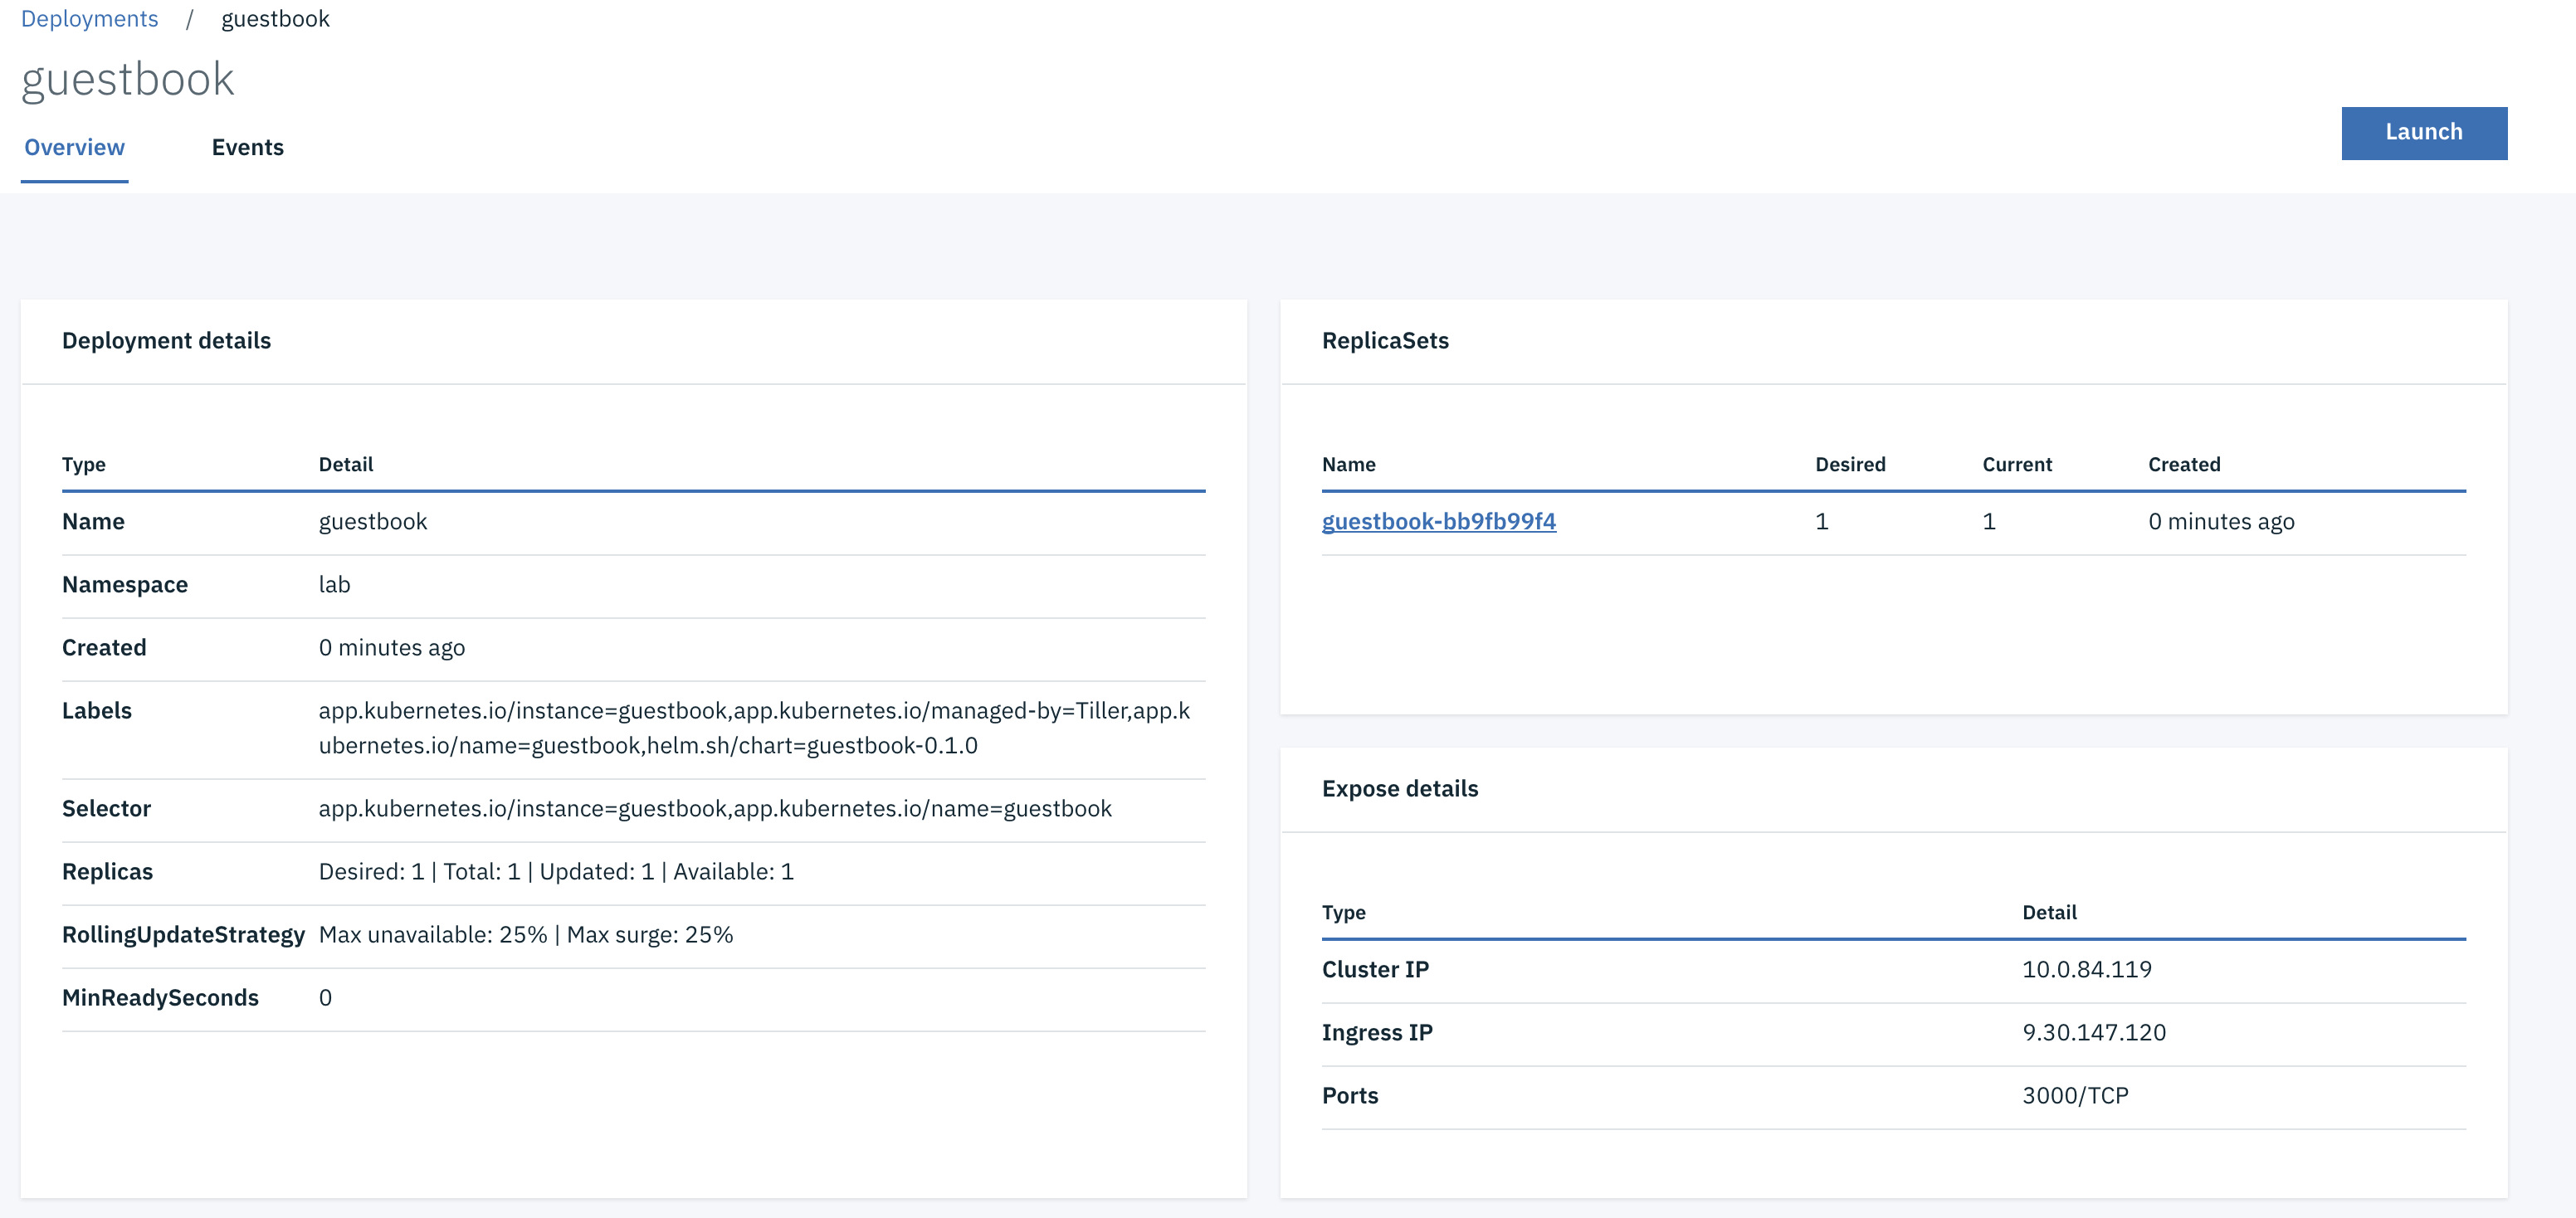 Deployments / guestbook
guestbook
Overview Events
Launch
Deployment details
Type Detail
Name guestbook
Namespace lab
Created 0 minutes ago
Labels app.kubernetes.io/instance=guestbook,app.kubernetes.io/managed-by=Tiller,app.k
ubernetes.io/name=guestbook,helm.sh/chart=guestbook-0.1.0
Selector app.kubernetes.io/instance=guestbook,app.kubernetes.io/name=guestbook
Replicas Desired: 1 | Total: 1 | Updated: 1 | Available: 1
RollingUpdateStrategy Max unavailable: 25% | Max surge: 25%
MinReadySeconds 0
ReplicaSets
Name Desired Current Created
guestbook-bb9fb99f4 1 1 0 minutes ago
Expose details
Type Detail
Cluster IP 10.0.84.119
Ingress IP 9.30.147.120
Ports 3000/TCP